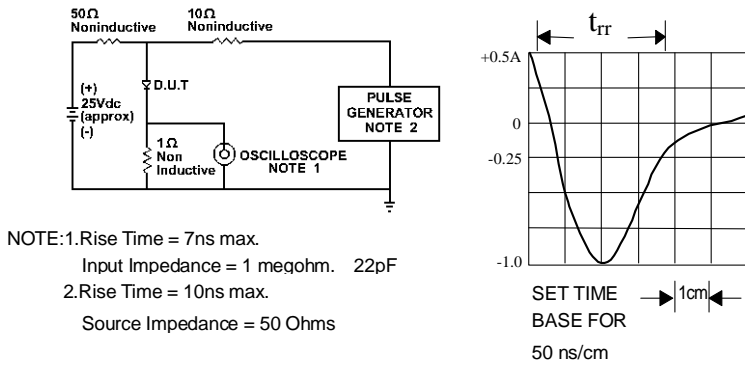 50Ω
Noninductive
10Ω
Noninductive
(+)
25Vdc
(approx)
(-)
D.U.T
1Ω
Non
Inductive
OSCILLOSCOPE
NOTE 1
PULSE
GENERATOR
NOTE 2
NOTE:1.Rise Time = 7ns max.
Input Impedance = 1 megohm. 22pF
2.Rise Time = 10ns max.
Source Impedance = 50 Ohms
trr
+0.5A
0
-0.25
-1.0
1cm
SET TIME
BASE FOR
50 ns/cm